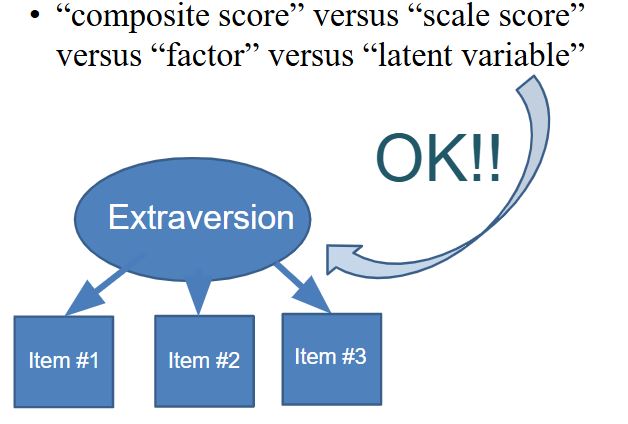 • “composite score” versus “scale score”
versus “factor” versus “latent variable”
OK!!
Extraversion
Item #1
Item #2
Item #3